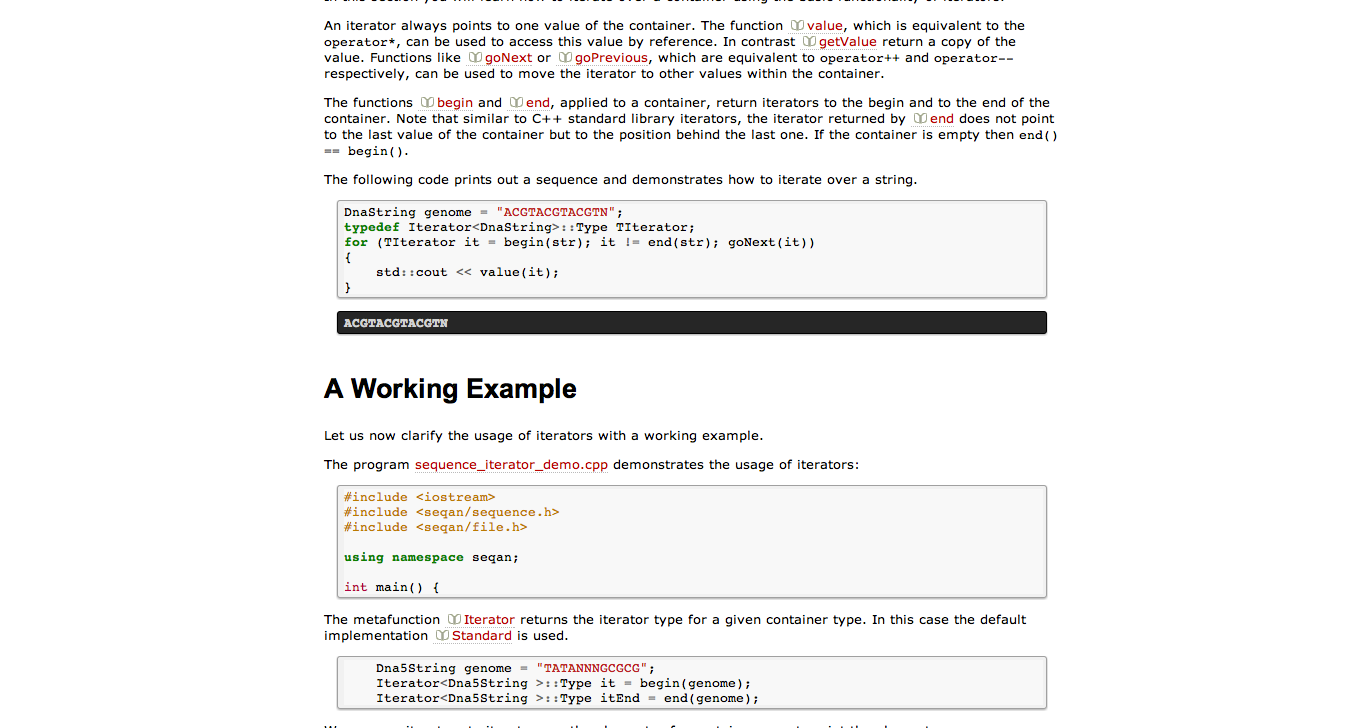 An iterator always points to one value of the container. The function value, which is equivalent to the
operator*, can be used to access this value by reference. In contrast getValue return a copy of the
value. Functions like goNext or goPrevious, which are equivalent to operator++ and operator--
respectively, can be used to move the iterator to other values within the container.
The functions begin and end, applied to a container, return iterators to the begin and to the end of the
container. Note that similar to C++ standard library iterators, the iterator returned by end does not point
to the last value of the container but to the position behind the last one. If the container is empty then end()
== begin().
The following code prints out a sequence and demonstrates how to iterate over a string.
DnaString genome = "ACGTACGTACGTN";
typedef Iterator<DnaString>::Type TIterator;
for (TIterator it = begin(str); it != end(str); goNext(it))
{
    std::cout << value(it);
}
ACGTACGTACGTN
A Working Example
Let us now clarify the usage of iterators with a working example.
The program sequence_iterator_demo.cpp demonstrates the usage of iterators:
#include <iostream>
#include <seqan/sequence.h>
#include <seqan/file.h>
using namespace seqan;
int main() {
The metafunction Iterator returns the iterator type for a given container type. In this case the default
implementation Standard is used.
    Dna5String genome = "TATANNNGCGCG";
    Iterator<Dna5String >::Type it = begin(genome);
    Iterator<Dna5String >::Type itEnd = end(genome);